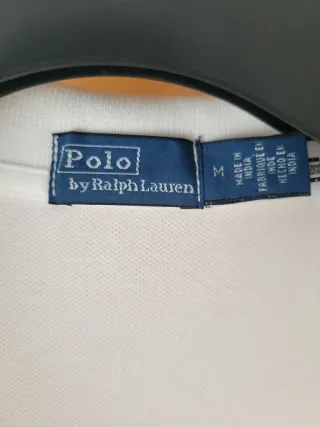 Polo
by Ralph Lauren
M
MADE IN
INDIA
FABRIQUE EN
INDE
HECHO EN
INDIA